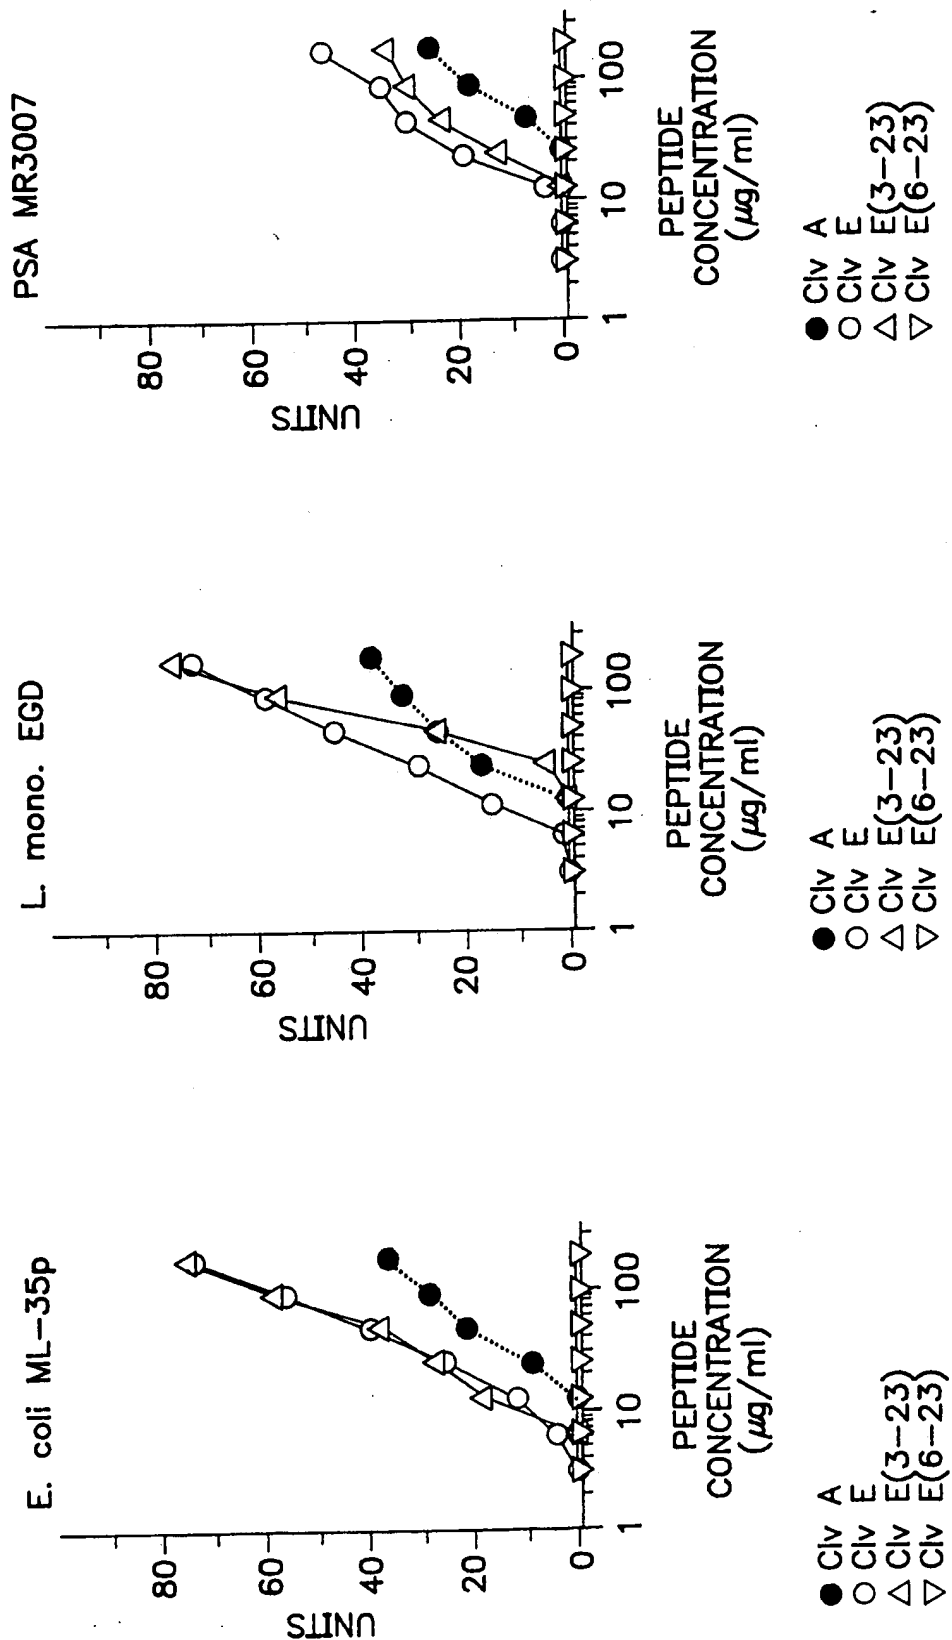 E. coli ML-35p
UNITS
80
60
40
20
0
1
10
100
PEPTIDE
CONCENTRATION
(μg/ml)
● Clv A
○ Clv E
△ Clv E(3-23)
▽ Clv E(6-23)
L. mono. EGD
UNITS
80
60
40
20
0
1
10
100
PEPTIDE
CONCENTRATION
(μg/ml)
● Clv A
○ Clv E
△ Clv E(3-23)
▽ Clv E(6-23)
PSA MR3007
UNITS
80
60
40
20
0
1
10
100
PEPTIDE
CONCENTRATION
(μg/ml)
● Clv A
○ Clv E
△ Clv E(3-23)
▽ Clv E(6-23)